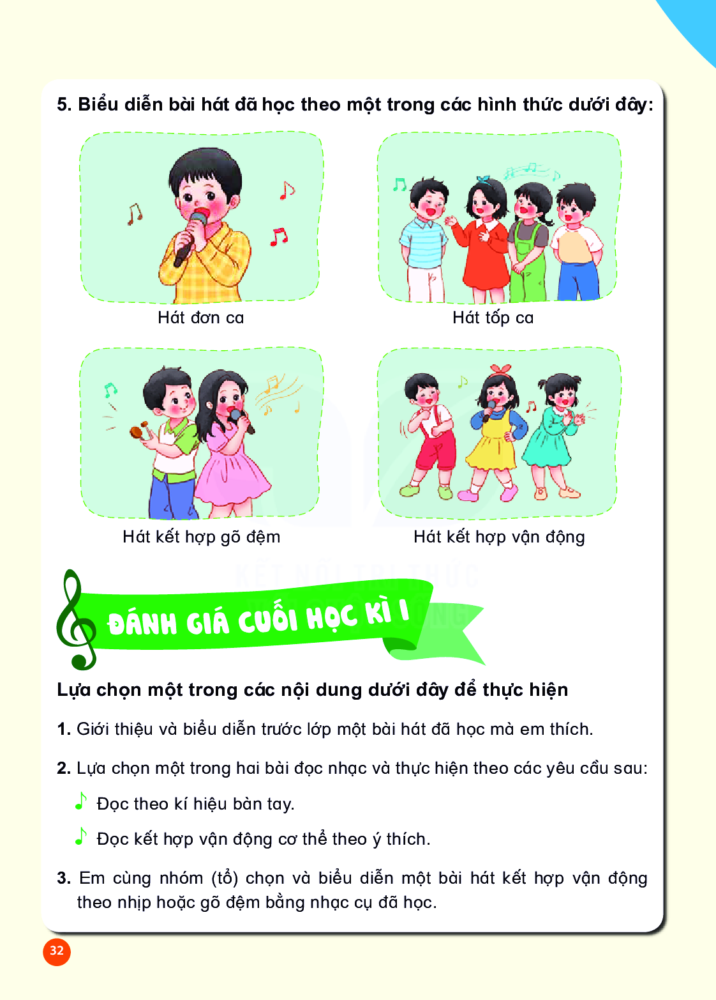 5. Biểu diễn bài hát đã học theo một trong các hình thức dưới đây:
Hát đơn ca
Hát tốp ca
Hát kết hợp gõ đệm
Hát kết hợp vận động
KẾT NỐI TRI THỨC
ĐÁNH GIÁ CUỐI HỌC KÌ I
Lựa chọn một trong các nội dung dưới đây để thực hiện
1. Giới thiệu và biểu diễn trước lớp một bài hát đã học mà em thích.
2. Lựa chọn một trong hai bài đọc nhạc và thực hiện theo các yêu cầu sau:
Đọc theo kí hiệu bàn tay.
Đọc kết hợp vận động cơ thể theo ý thích.
3. Em cùng nhóm (tổ) chọn và biểu diễn một bài hát kết hợp vận động
theo nhịp hoặc gõ đệm bằng nhạc cụ đã học.
32